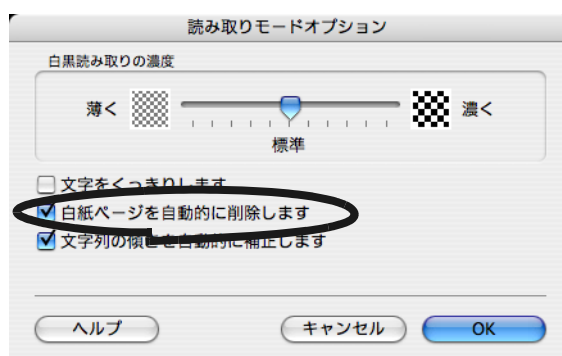 読み取りモードオプション
白黒読み取りの濃度
薄く 濃く
標準
文字をくっきりします
白紙ページを自動的に削除します
文字列の傾きを自動的に補正します
ヘルプ キャンセル OK